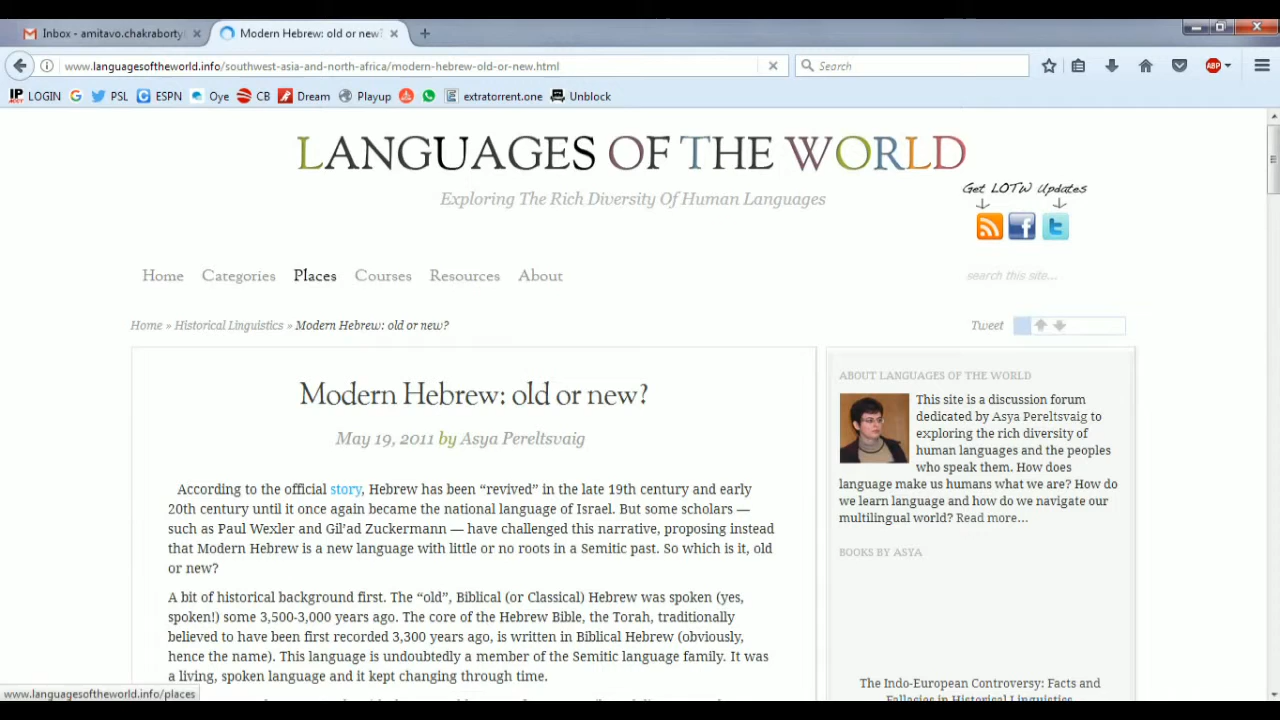 Inbox - amitavo.chakraborty
Modern Hebrew: old or new?
www.languagesoftheworld.info/southwest-asia-and-north-africa/modern-hebrew-old-or-new.html
Search
ABP
LOGIN
PSL
ESPN
Oye
CB
Dream
Playup
extratorrent.one
Unblock
LANGUAGES OF THE WORLD
Exploring The Rich Diversity Of Human Languages
Get LOTW Updates
Home Categories Places Courses Resources About
search this site...
Home » Historical Linguistics » Modern Hebrew: old or new?
Tweet
Modern Hebrew: old or new?
May 19, 2011 by Asya Pereltsvaig
According to the official story, Hebrew has been “revived” in the late 19th century and early
20th century until it once again became the national language of Israel. But some scholars —
such as Paul Wexler and Gil’ad Zuckermann — have challenged this narrative, proposing instead
that Modern Hebrew is a new language with little or no roots in a Semitic past. So which is it, old
or new?
A bit of historical background first. The “old”, Biblical (or Classical) Hebrew was spoken (yes,
spoken!) some 3,500-3,000 years ago. The core of the Hebrew Bible, the Torah, traditionally
believed to have been first recorded 3,300 years ago, is written in Biblical Hebrew (obviously,
hence the name). This language is undoubtedly a member of the Semitic language family. It was
a living, spoken language and it kept changing through time.
ABOUT LANGUAGES OF THE WORLD
This site is a discussion forum
dedicated by Asya Pereltsvaig to
exploring the rich diversity of
human languages and the peoples
who speak them. How does
language make us humans what we are? How do
we learn language and how do we navigate our
multilingual world? Read more...
BOOKS BY ASYA
The Indo-European Controversy: Facts and
Fallacies in Historical Linguistics
www.languagesoftheworld.info/places